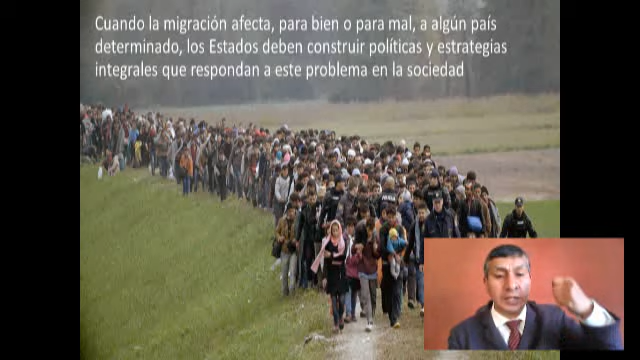 Cuando la migración afecta, para bien o para mal, a algún país
determinado, los Estados deben construir políticas y estrategias
integrales que respondan a este problema en la sociedad